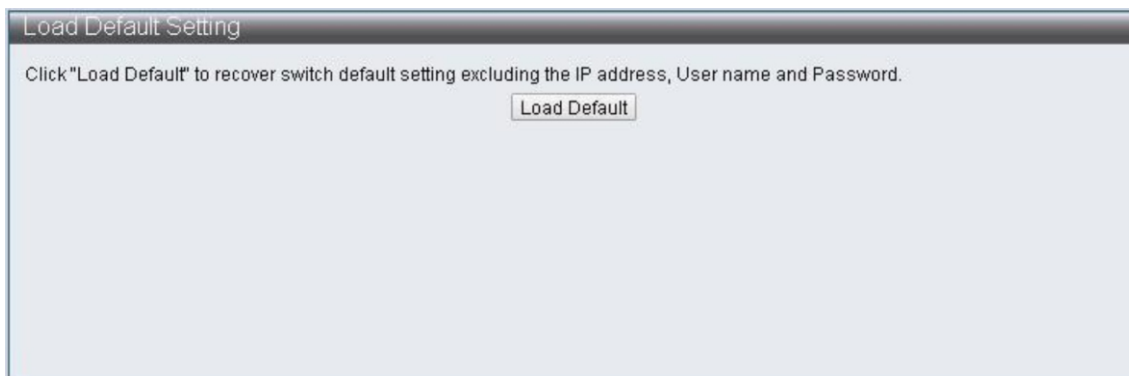 Load Default Setting
Click "Load Default" to recover switch default setting excluding the IP address, User name and Password.
Load Default